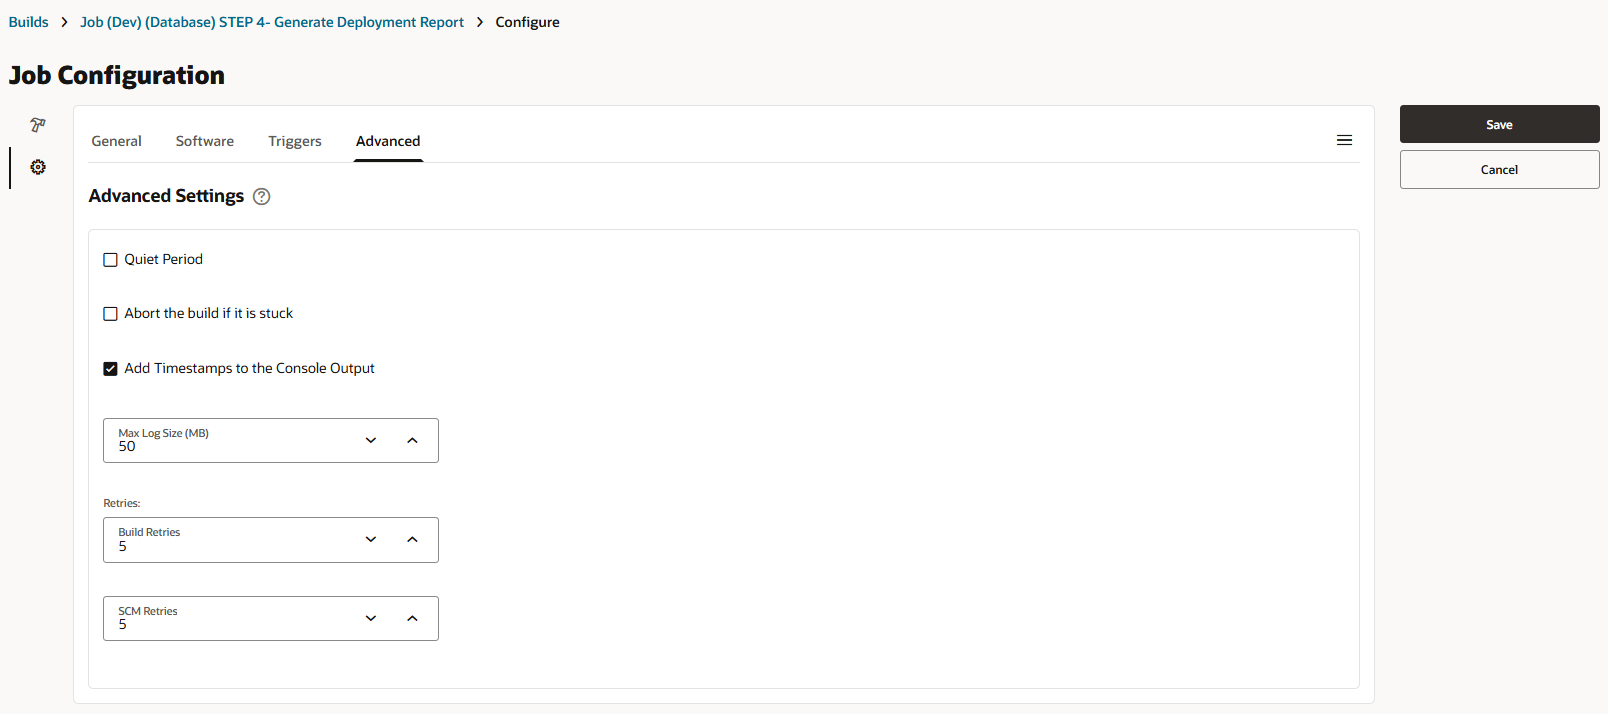 Builds > Job (Dev) (Database) STEP 4- Generate Deployment Report > Configure
Job Configuration
General Software Triggers Advanced
Save
Cancel
Advanced Settings ?
Quiet Period
Abort the build if it is stuck
Add Timestamps to the Console Output
Max Log Size (MB)
50
Retries:
Build Retries
5
SCM Retries
5